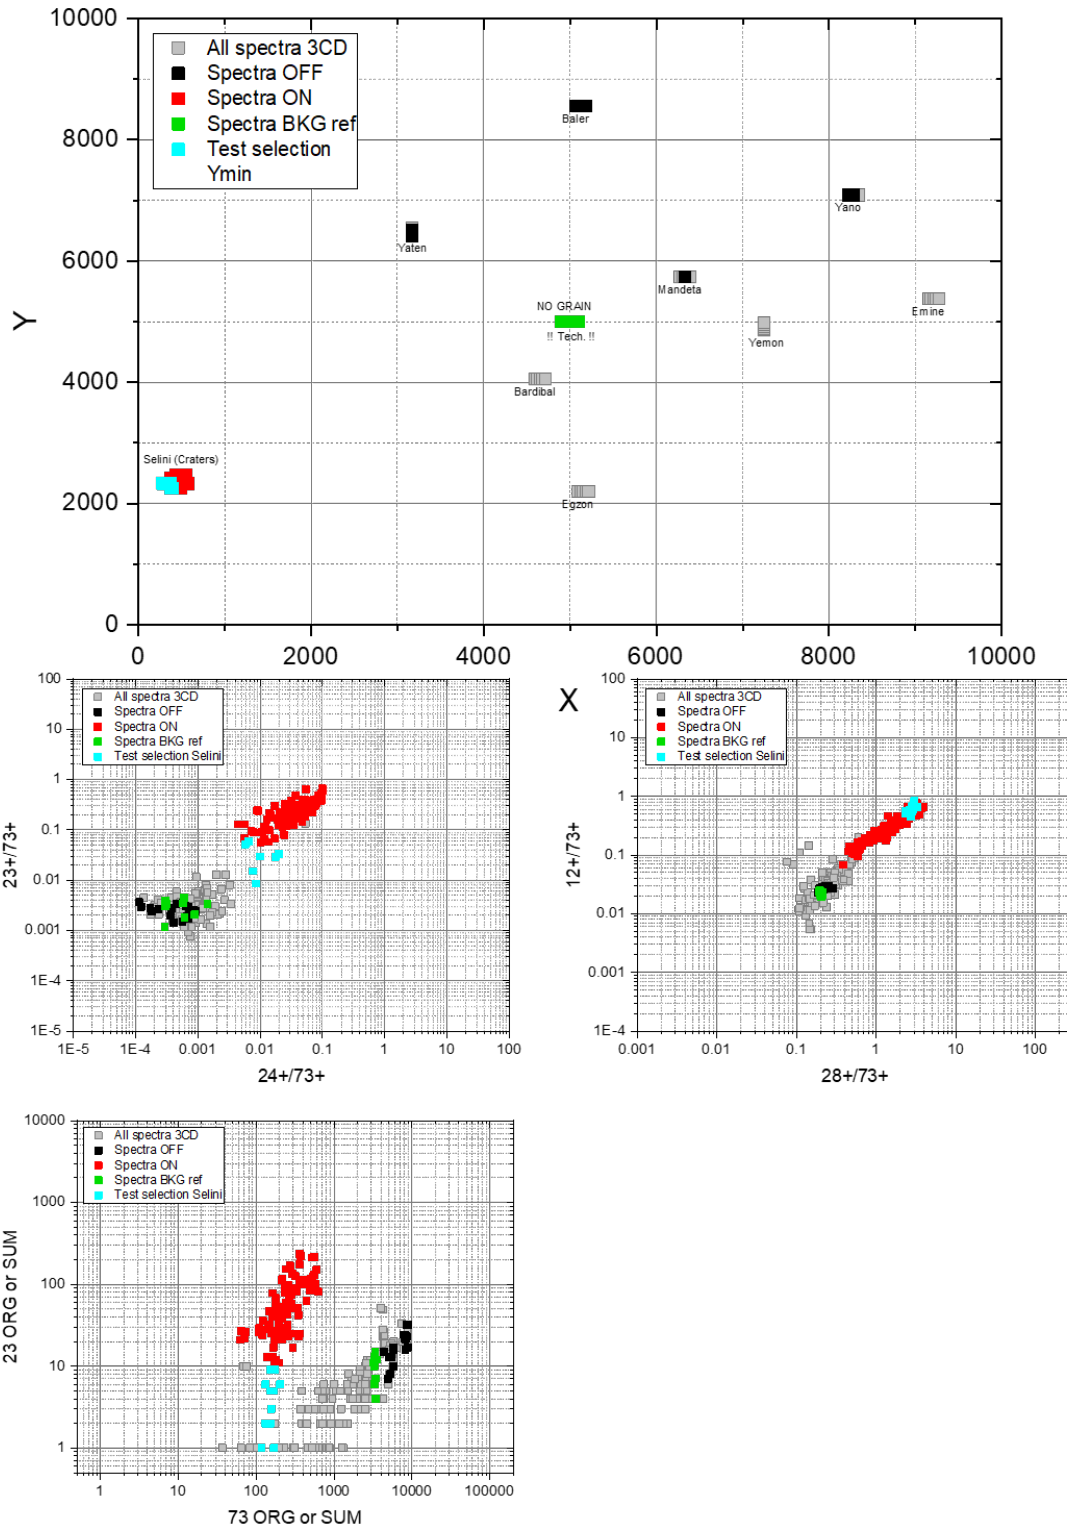 10000
8000
6000
4000
2000
0
Y
All spectra 3CD
Spectra OFF
Spectra ON
Spectra BKG ref
Test selection
Ymin
Baler
Yano
Yaten
Mandeta
Emine
NO GRAIN
!! Tech. !!
Yemon
Bardibal
Selini (Craters)
Egzon
0 2000 4000 6000 8000 10000
X
100
10
1
0.1
0.01
0.001
1E-4
1E-5
23+/73+
All spectra 3CD
Spectra OFF
Spectra ON
Spectra BKG ref
Test selection Selini
1E-5 1E-4 0.001 0.01 0.1 1 10 100
24+/73+
100
10
1
0.1
0.01
0.001
1E-4
12+/73+
All spectra 3CD
Spectra OFF
Spectra ON
Spectra BKG ref
Test selection Selini
0.001 0.01 0.1 1 10 100
28+/73+
10000
1000
100
10
1
23 ORG or SUM
All spectra 3CD
Spectra OFF
Spectra ON
Spectra BKG ref
Test selection Selini
1 10 100 1000 10000 100000
73 ORG or SUM